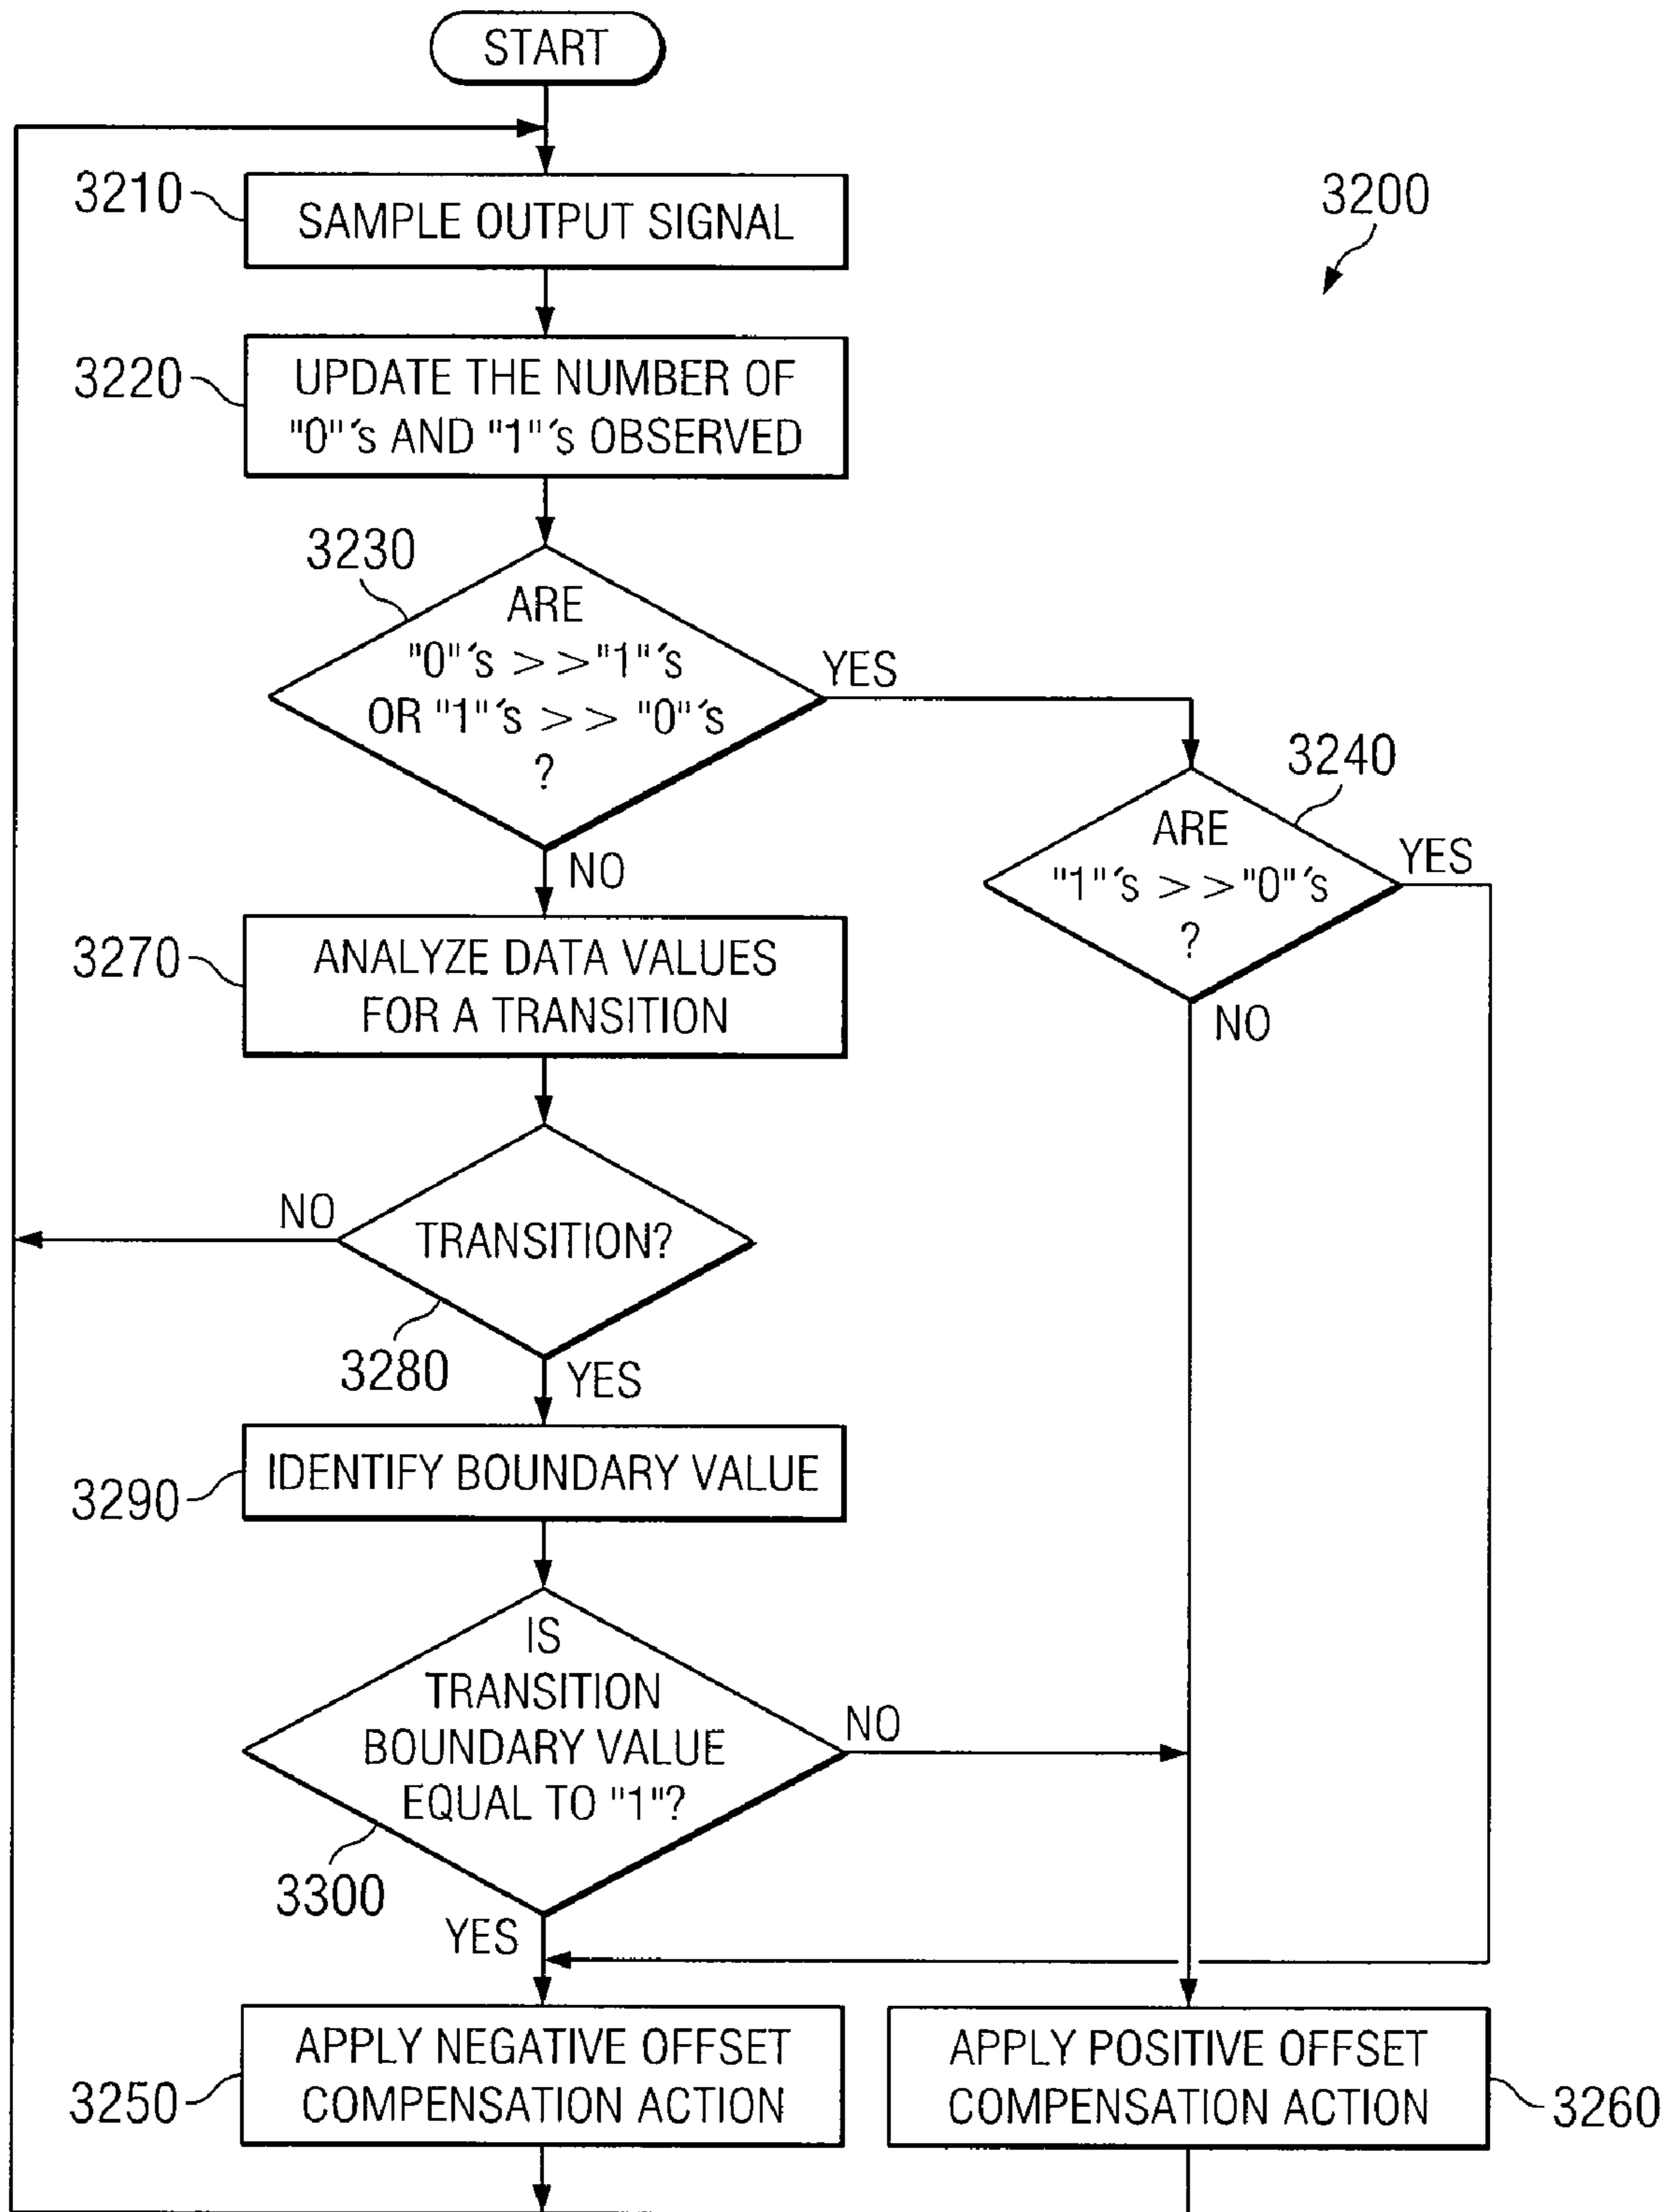 START
3210
SAMPLE OUTPUT SIGNAL
3200
3220
UPDATE THE NUMBER OF
"0"'s AND "1"'s OBSERVED
3230
ARE
"0"'s >>"1"'s
OR "1"'s >> "0"'s
?
YES
NO
3240
ARE
"1"'s >>"0"'s
?
YES
NO
3270
ANALYZE DATA VALUES
FOR A TRANSITION
NO
TRANSITION?
3280
YES
3290
IDENTIFY BOUNDARY VALUE
IS
TRANSITION
BOUNDARY VALUE
EQUAL TO "1"?
NO
3300
YES
3250
APPLY NEGATIVE OFFSET
COMPENSATION ACTION
APPLY POSITIVE OFFSET
COMPENSATION ACTION
3260